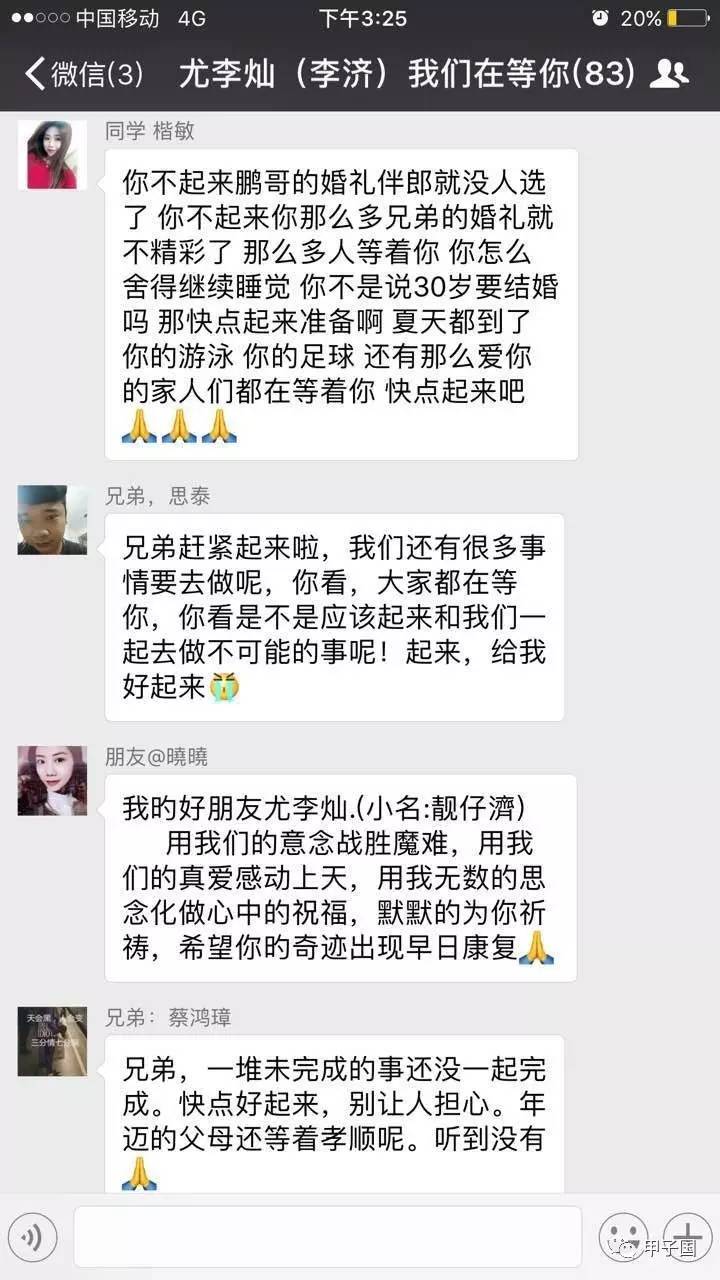 中国移动 4G 下午3:25 20%
微信(3) 尤李灿（李济）我们在等你(83)
同学 楷敏
你不起来鹏哥的婚礼伴郎就没人选
了 你不起来你那么多兄弟的婚礼就
不精彩了 那么多人等着你 你怎么
舍得继续睡觉 你不是说30岁要结婚
吗 那快点起来准备啊 夏天都到了
你的游泳 你的足球 还有那么爱你
的家人们都在等着你 快点起来吧
🙏🙏🙏
兄弟，思泰
兄弟赶紧起来啦，我们还有很多事
情要去做呢，你看，大家都在等
你，你看是不是应该起来和我们一
起去做不可能的事呢！起来，给我
好起来😭
朋友@曉曉
我旳好朋友尤李灿.(小名:靓仔濟)
用我们的意念战胜魔难，用我
们的真爱感动上天，用我无数的思
念化做心中的祝福，默默的为你祈
祷，希望你旳奇迹出现早日康复🙏
天会黑，人会变
三分情七分骗
兄弟：蔡鸿璋
兄弟，一堆未完成的事还没一起完
成。快点好起来，别让人担心。年
迈的父母还等着孝顺呢。听到没有
🙏
甲子国